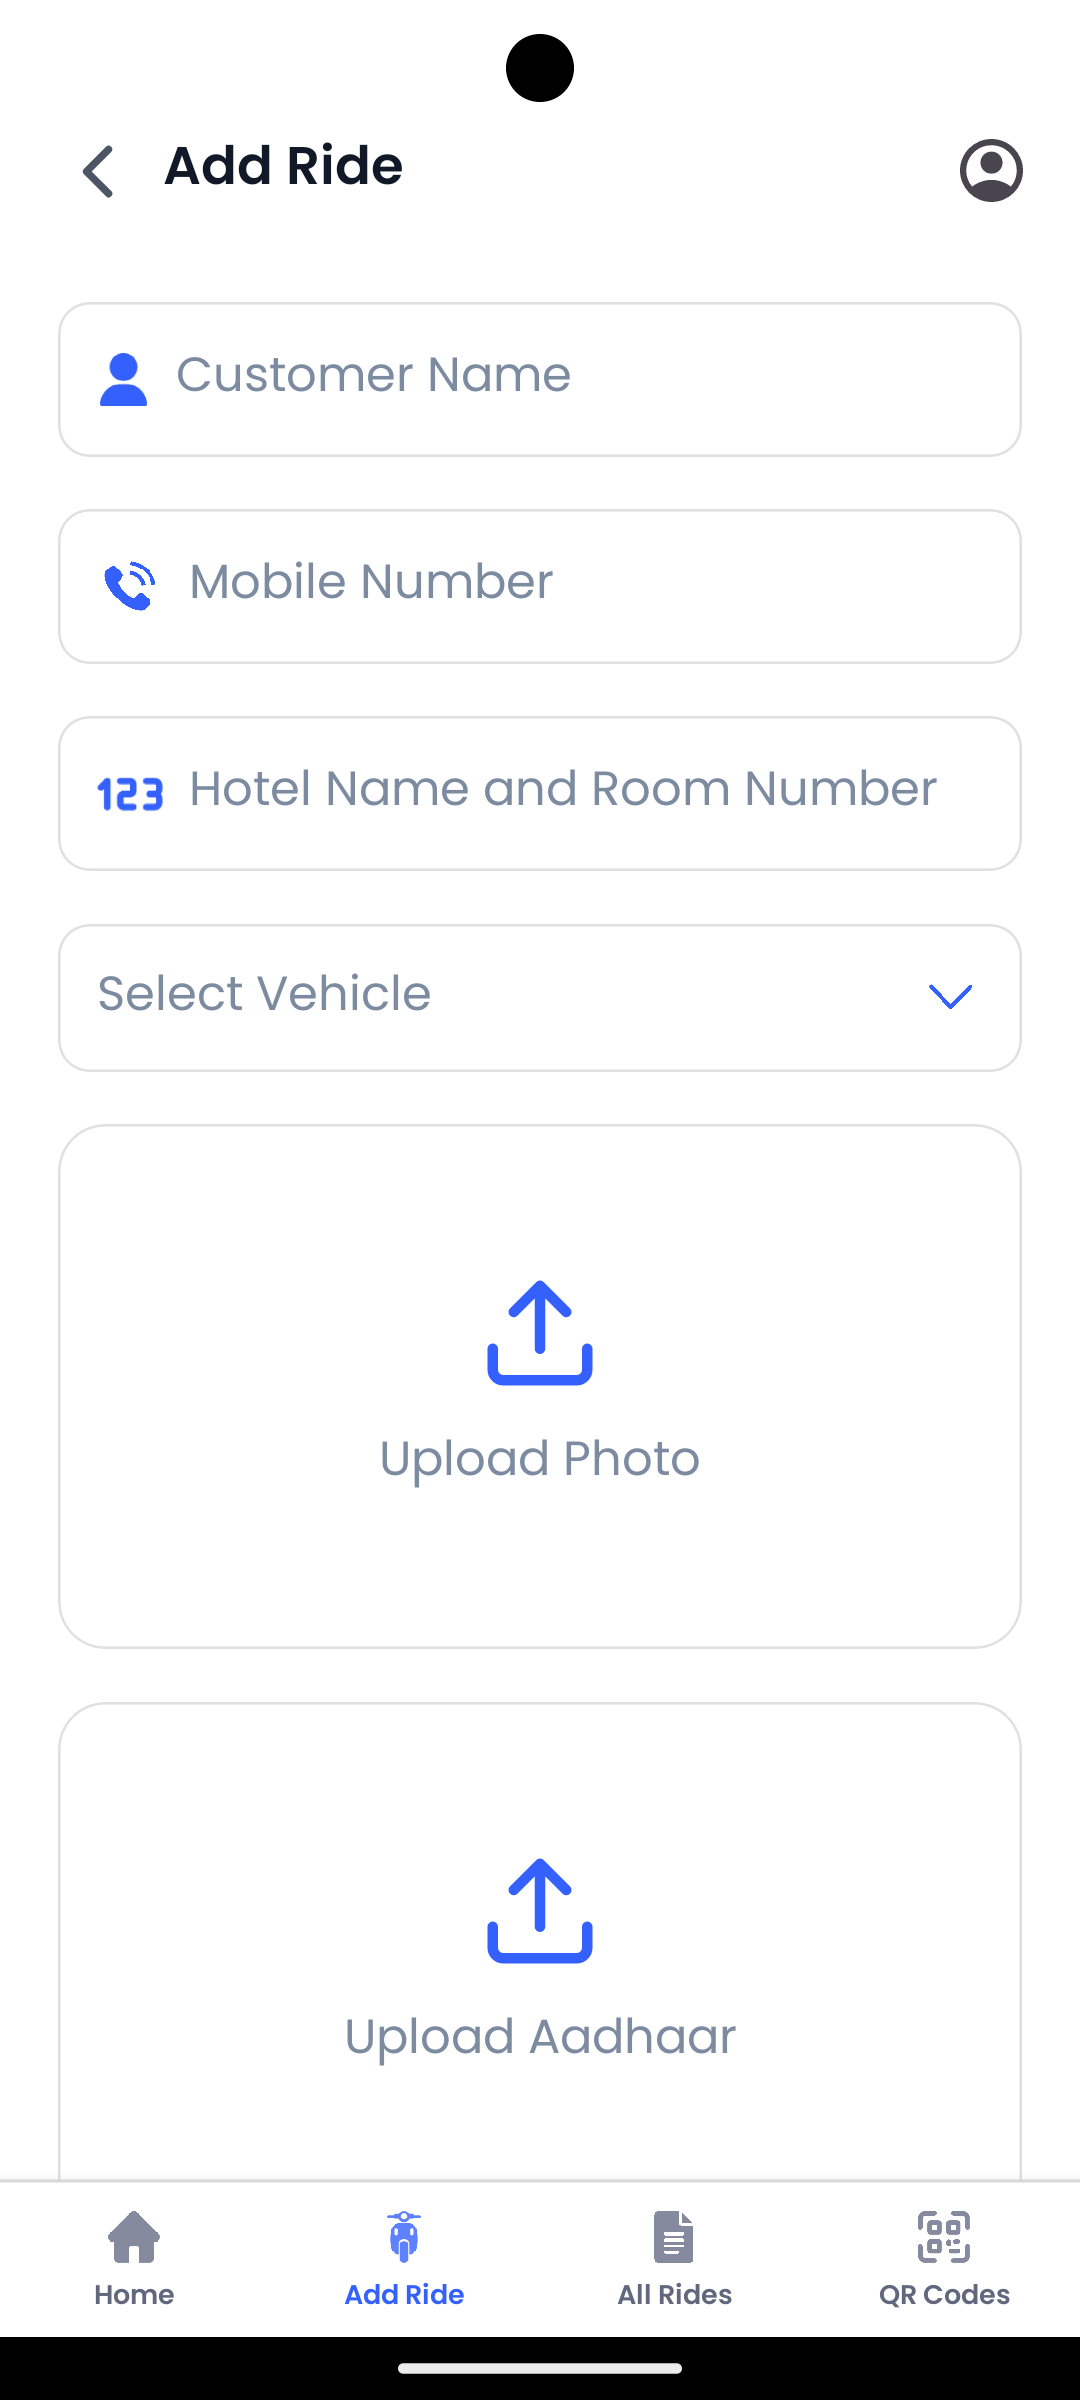 Add Ride
Customer Name
Mobile Number
123 Hotel Name and Room Number
Select Vehicle
Upload Photo
Upload Aadhaar
Home Add Ride All Rides QR Codes